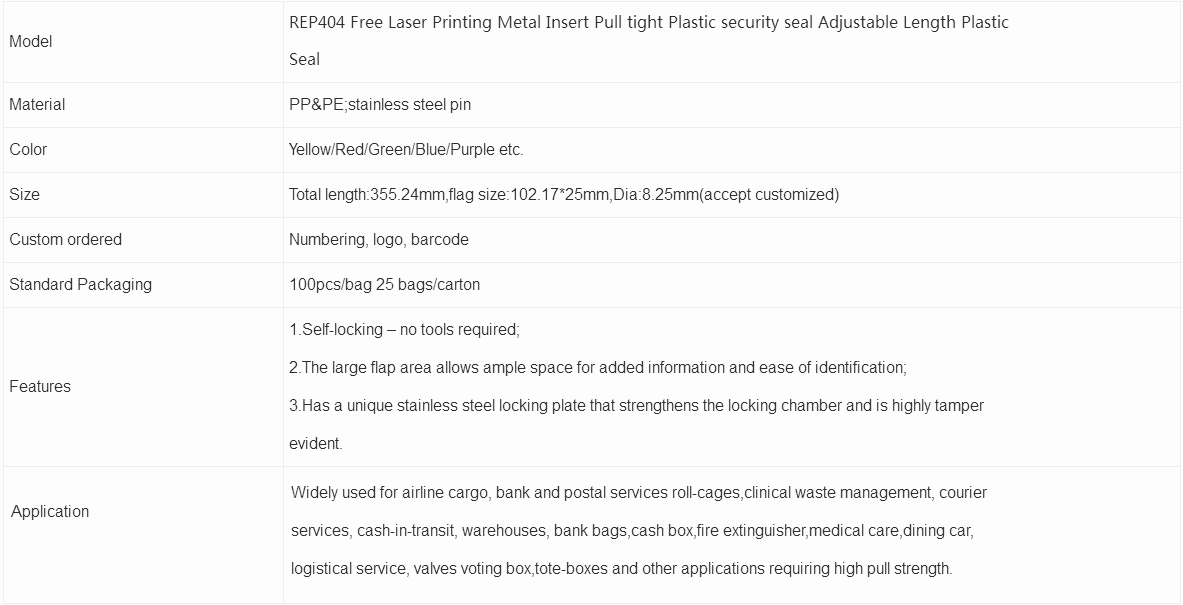 Model
REP404 Free Laser Printing Metal Insert Pull tight Plastic security seal Adjustable Length Plastic
Seal
Material
PP&PE;stainless steel pin
Color
Yellow/Red/Green/Blue/Purple etc.
Size
Total length:355.24mm,flag size:102.17*25mm,Dia:8.25mm(accept customized)
Custom ordered
Numbering, logo, barcode
Standard Packaging
100pcs/bag 25 bags/carton
Features
1.Self-locking – no tools required;
2.The large flap area allows ample space for added information and ease of identification;
3.Has a unique stainless steel locking plate that strengthens the locking chamber and is highly tamper
evident.
Application
Widely used for airline cargo, bank and postal services roll-cages,clinical waste management, courier
services, cash-in-transit, warehouses, bank bags,cash box,fire extinguisher,medical care,dining car,
logistical service, valves voting box,tote-boxes and other applications requiring high pull strength.